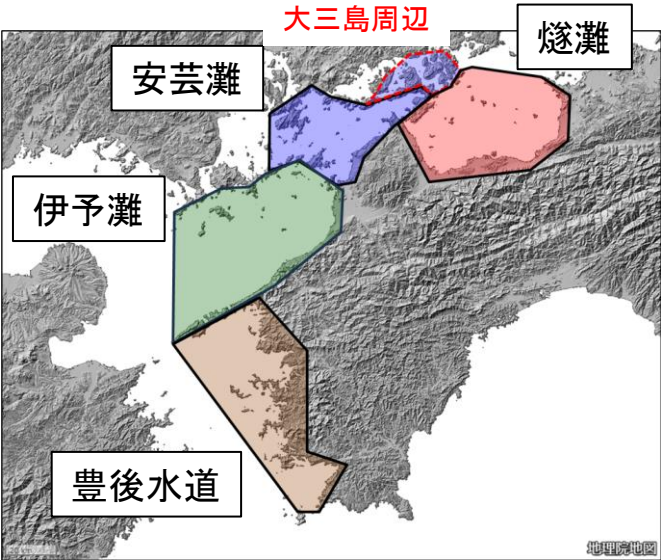 大三島周辺
燧灘
安芸灘
伊予灘
豊後水道
地理院地図